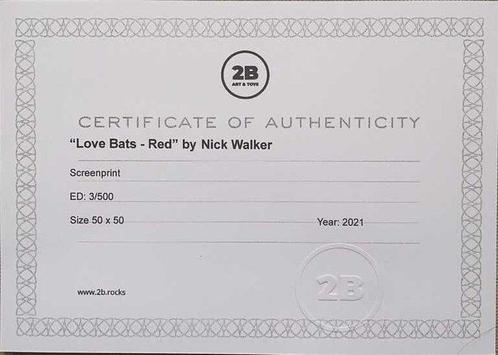 2B
ART & TOYS
CERTIFICATE OF AUTHENTICITY
“Love Bats - Red” by Nick Walker
Screenprint
ED: 3/500
Size 50 x 50 Year: 2021
www.2b.rocks
2B